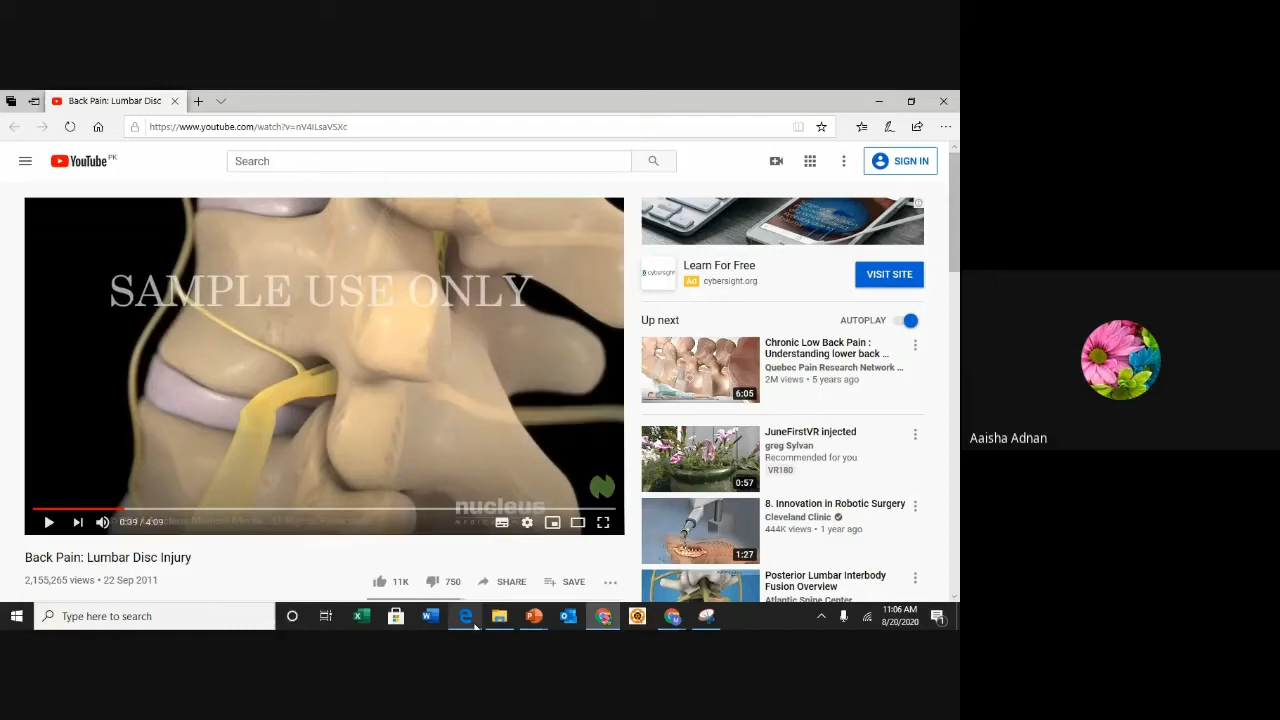 Back Pain: Lumbar Disc
https://www.youtube.com/watch?v=nV4ILsaVSXc
YouTube PK
Search
SIGN IN
SAMPLE USE ONLY
nucleus
0:39 / 4:09
Back Pain: Lumbar Disc Injury
2,155,265 views • 22 Sep 2011
11K
750
SHARE
SAVE
cybersight
Learn For Free
Ad cybersight.org
VISIT SITE
Up next
AUTOPLAY
6:05
Chronic Low Back Pain :
Understanding lower back ...
Quebec Pain Research Network ...
2M views • 5 years ago
0:57
JuneFirstVR injected
greg Sylvan
Recommended for you
VR180
1:27
8. Innovation in Robotic Surgery
Cleveland Clinic
444K views • 1 year ago
Posterior Lumbar Interbody
Fusion Overview
Atlantic Spine Center
Type here to search
11:06 AM
8/20/2020
1
Aaisha Adnan